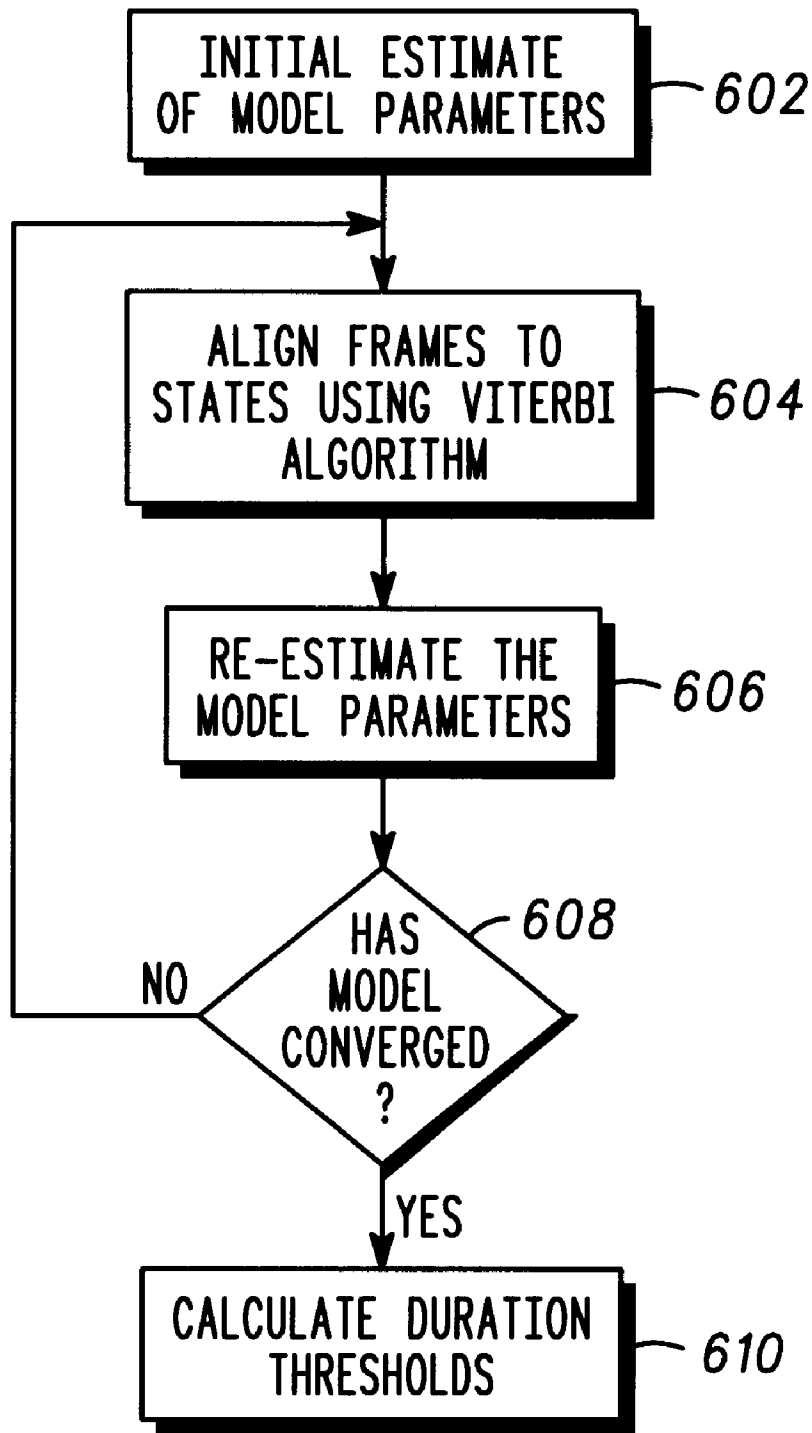 INITIAL ESTIMATE
OF MODEL PARAMETERS
602
ALIGN FRAMES TO
STATES USING VITERBI
ALGORITHM
604
RE-ESTIMATE THE
MODEL PARAMETERS
606
HAS
MODEL
CONVERGED
?
608
NO
YES
CALCULATE DURATION
THRESHOLDS
610